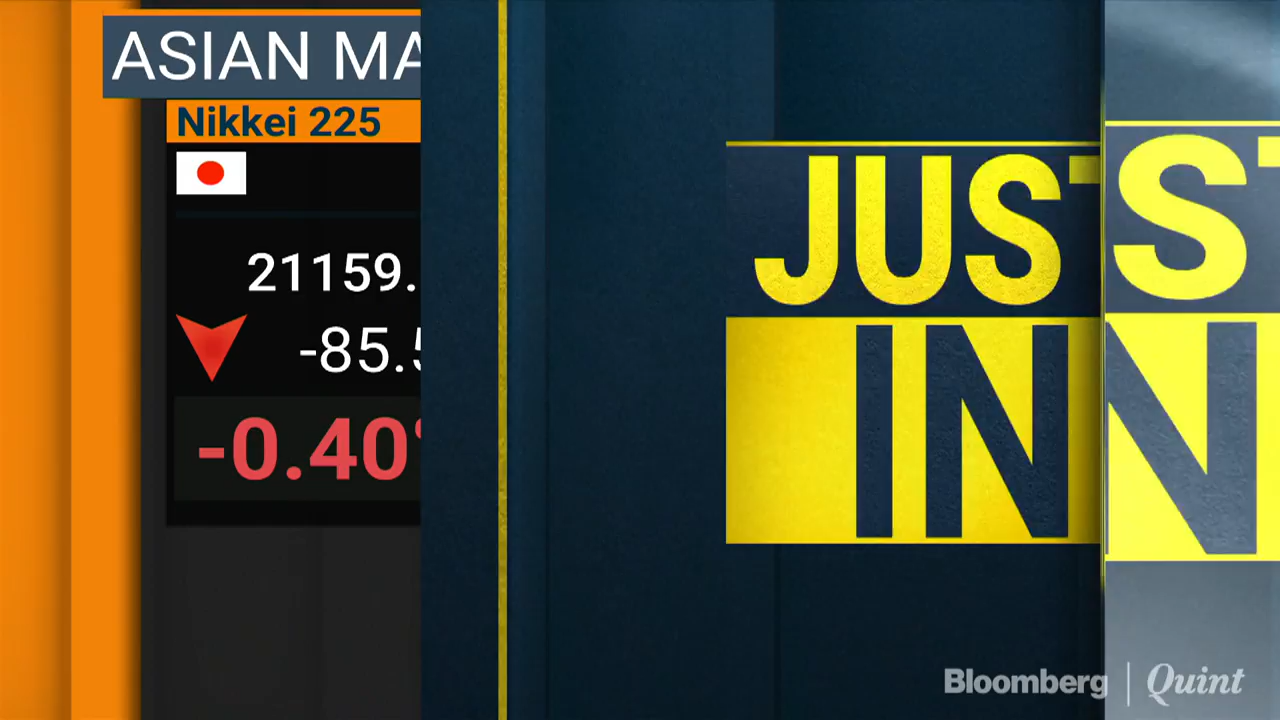 ASIAN MA
Nikkei 225
21159.
-85.5
-0.40%
JUST
IN
ST
N
Bloomberg | Quint